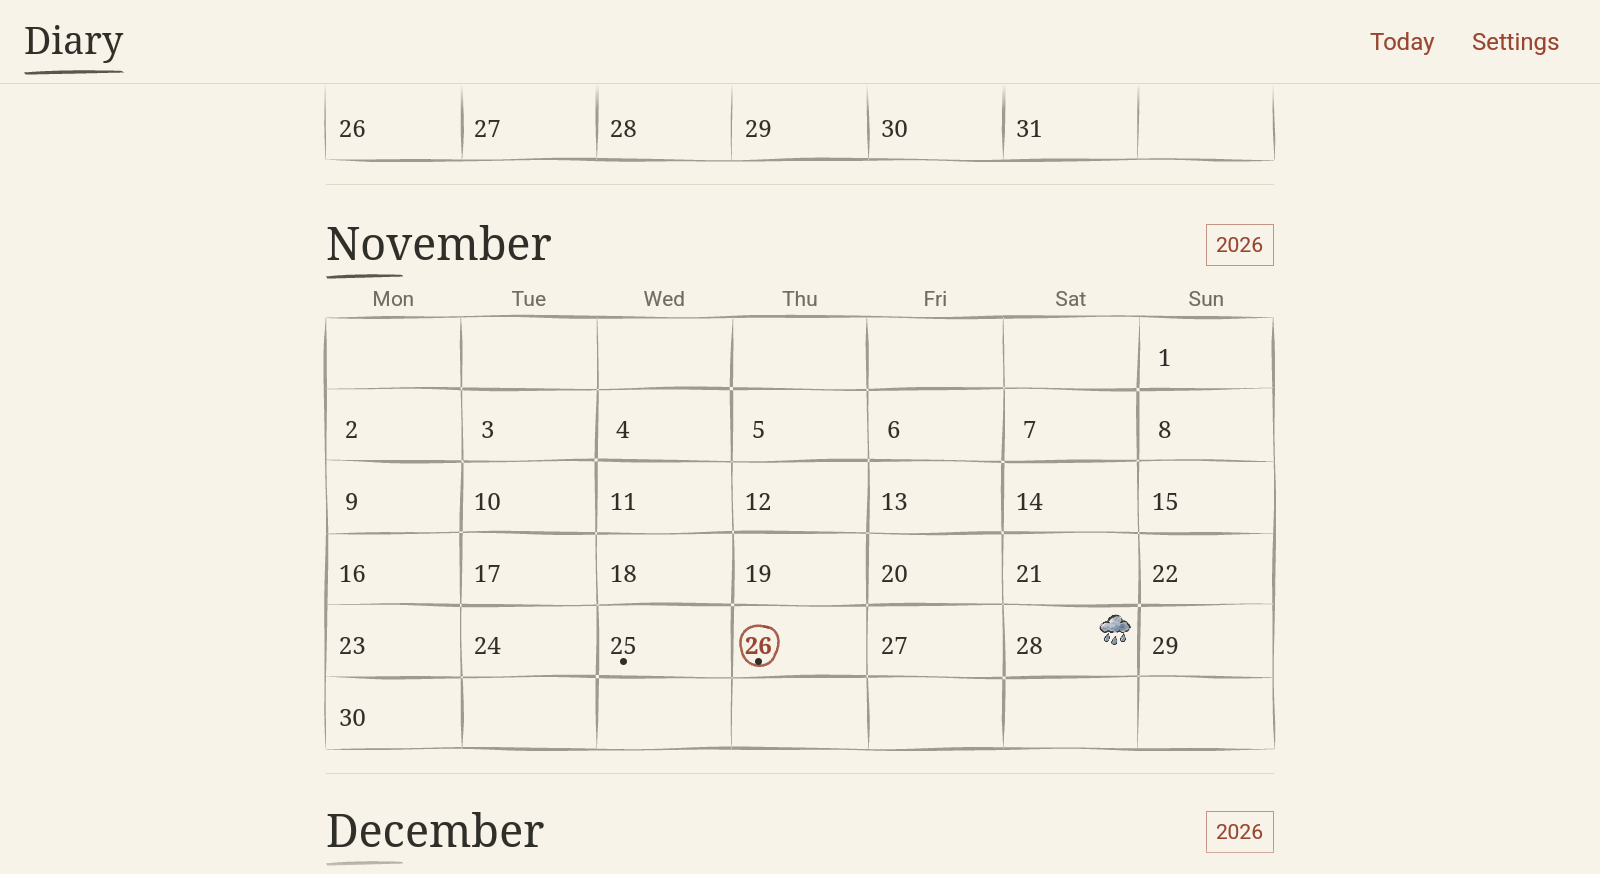 Diary
Today Settings
26 27 28 29 30 31
November
2026
Mon Tue Wed Thu Fri Sat Sun
1
2 3 4 5 6 7 8
9 10 11 12 13 14 15
16 17 18 19 20 21 22
23 24 25 26 27 28 29
30
December
2026